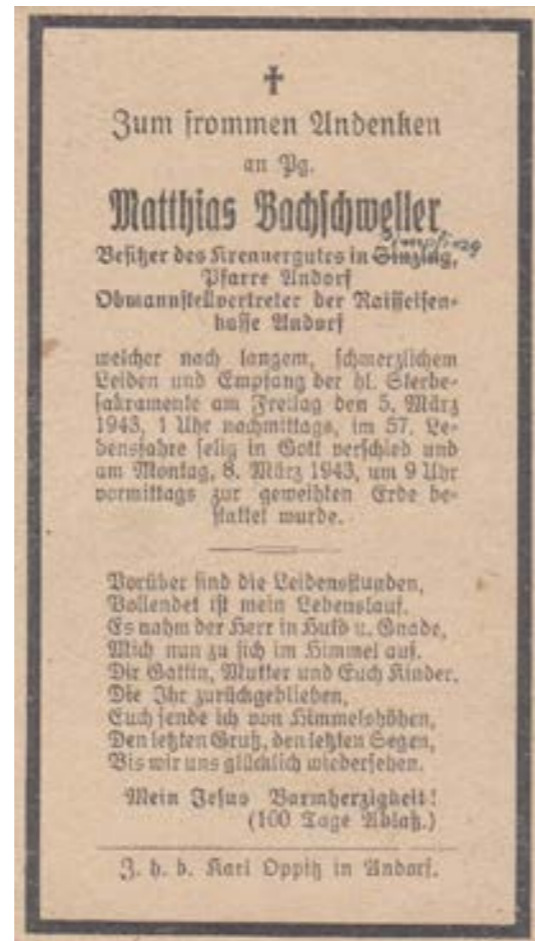 Zum frommen Andenken
an Pg.
Matthias Bachschweller
Besitzer des Krennergutes in Sinzing,
Pfarre Andorf
Obmannstellvertreter der Raiffeisen-
kasse Andorf
welcher nach langem, schmerzlichem
Leiden und Empfang der hl. Sterbe-
sakramente am Freitag den 5. März
1943, 1 Uhr nachmittags, im 57. Le-
bensjahre selig in Gott verschied und
am Montag, 8. März 1943, um 9 Uhr
vormittags zur geweihten Erde be-
stattet wurde.
Vorüber sind die Leidensstunden,
Vollendet ist mein Lebenslauf.
Es nahm der Herr in Huld u. Gnade,
Mich nun zu sich im Himmel auf.
Dir Gattin, Mutter und Euch Kinder,
Die Ihr zurückgeblieben,
Euch sende ich von Himmelshöhen,
Den letzten Gruß, den letzten Segen,
Bis wir uns glücklich wiedersehen.
Mein Jesus Barmherzigkeit!
(100 Tage Ablaß.)
J. h. b. Karl Oppitz in Andorf.